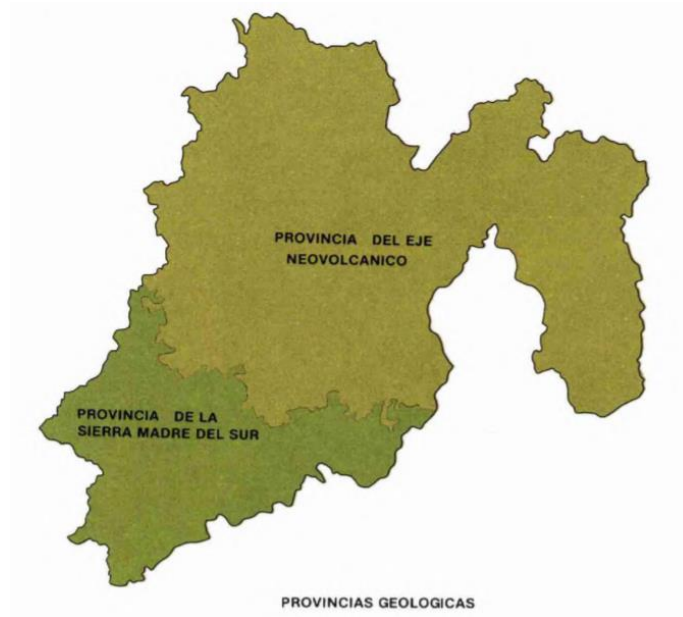 PROVINCIA DEL EJE
NEOVOLCANICO
PROVINCIA DE LA
SIERRA MADRE DEL SUR
PROVINCIAS GEOLOGICAS